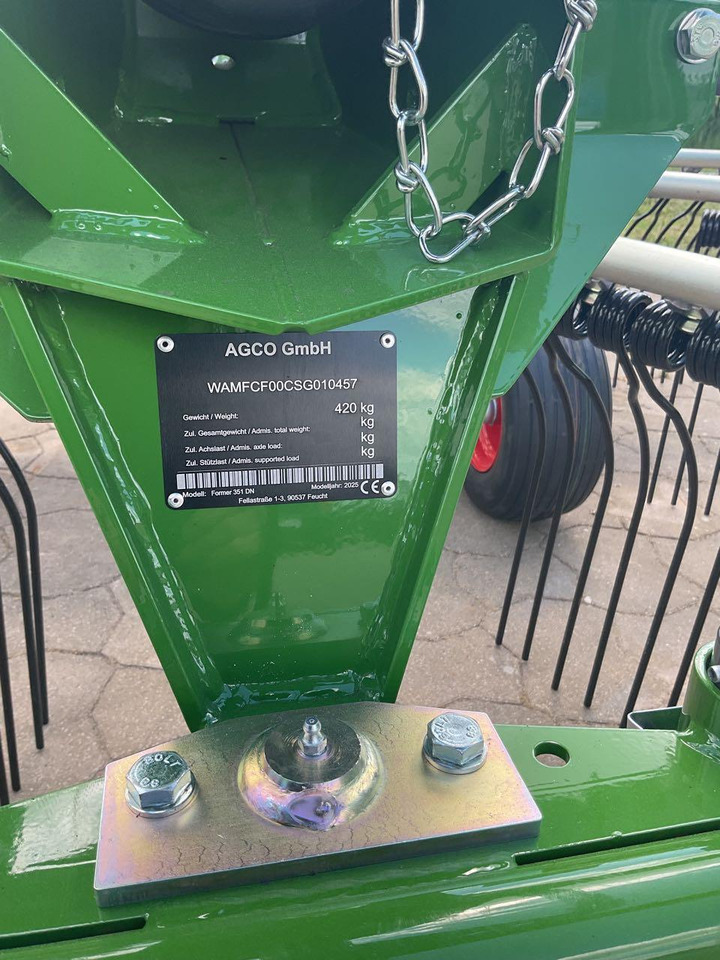 AGCO GmbH
WAMFCF00CSG010457
Gewicht / Weight: 420 kg
Zul. Gesamtgewicht / Admis. total weight: kg
Zul. Achslast / Admis. axle load: kg
Zul. Stützlast / Admis. supported load kg
Modell: Former 351 DN Modelljahr: 2025 CE
Fellastraße 1-3, 90537 Feucht